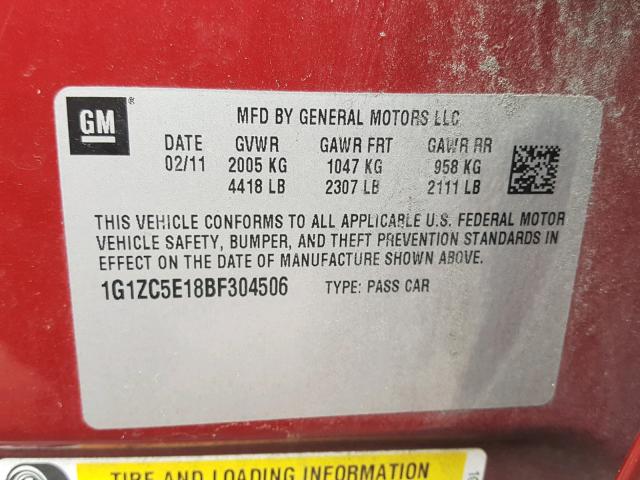 GM
®
MFD BY GENERAL MOTORS LLC
DATE GVWR GAWR FRT GAWR RR
02/11 2005 KG 1047 KG 958 KG
4418 LB 2307 LB 2111 LB
THIS VEHICLE CONFORMS TO ALL APPLICABLE U.S. FEDERAL MOTOR
VEHICLE SAFETY, BUMPER, AND THEFT PREVENTION STANDARDS IN
EFFECT ON THE DATE OF MANUFACTURE SHOWN ABOVE.
1G1ZC5E18BF304506 TYPE: PASS CAR
TIRE AND LOADING INFORMATION